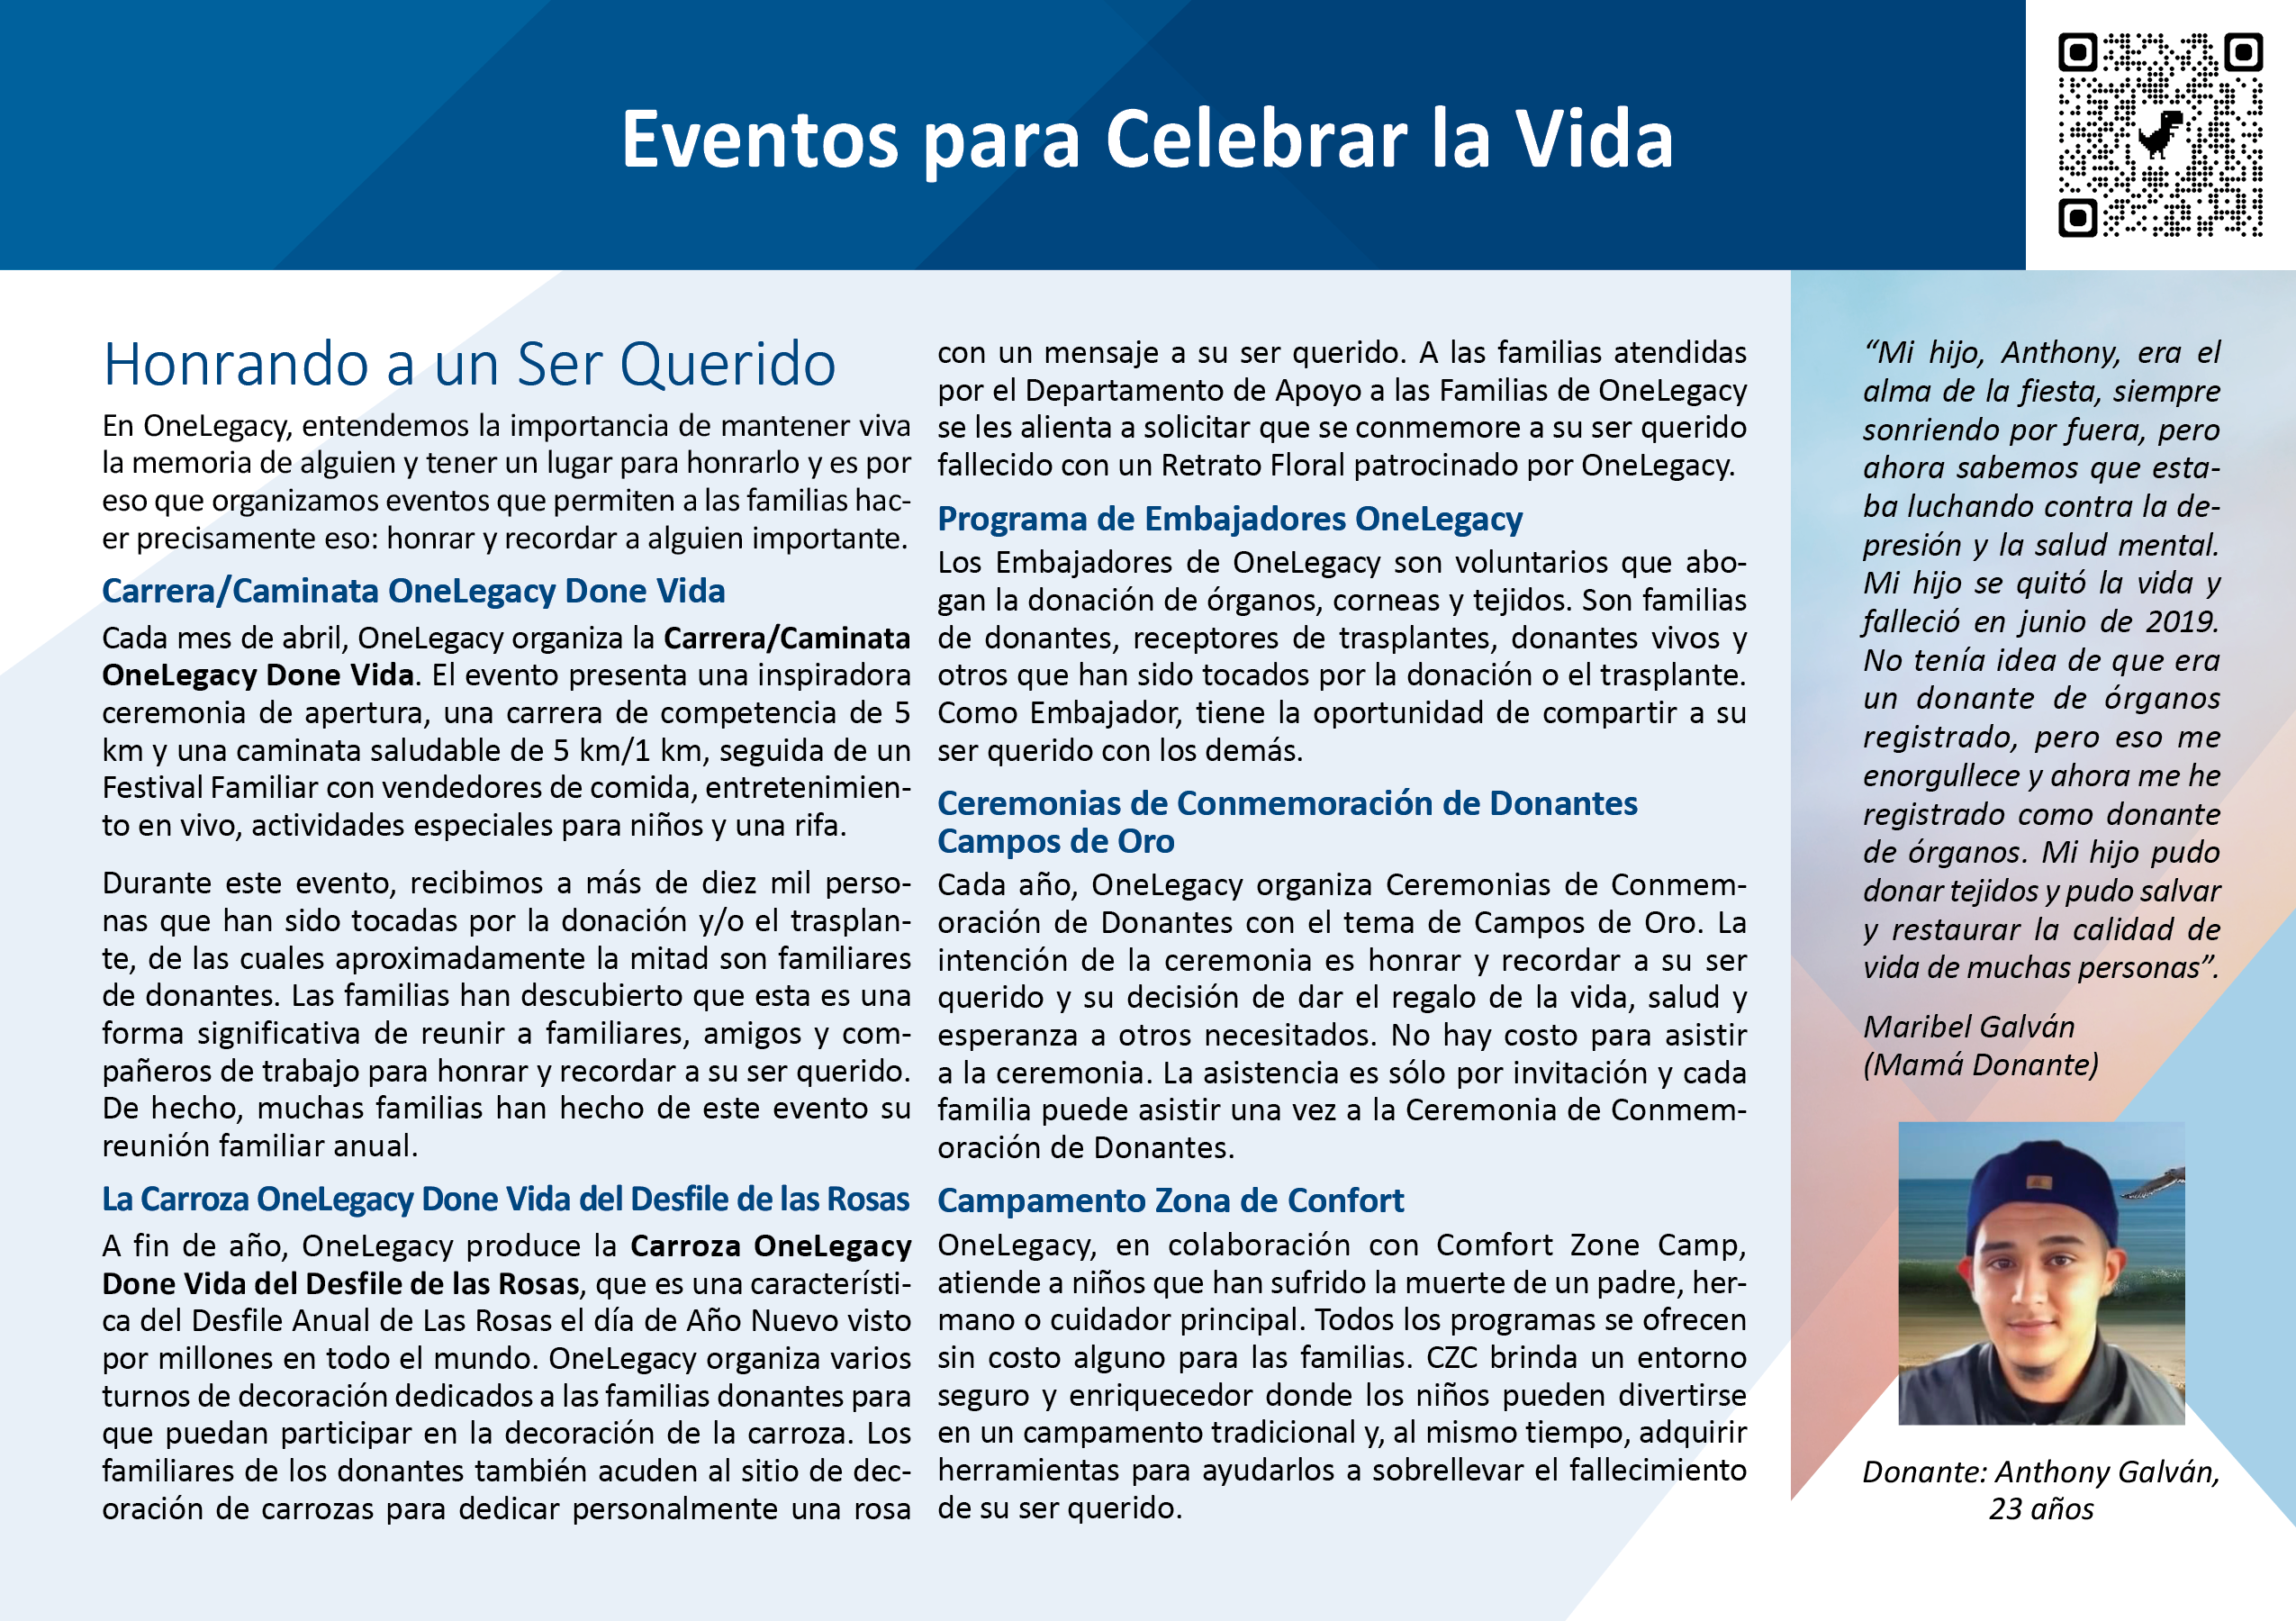 Eventos para Celebrar la Vida
Honrando a un Ser Querido
En OneLegacy, entendemos la importancia de mantener viva
la memoria de alguien y tener un lugar para honrarlo y es por
eso que organizamos eventos que permiten a las familias hac-
er precisamente eso: honrar y recordar a alguien importante.
Carrera/Caminata OneLegacy Done Vida
Cada mes de abril, OneLegacy organiza la Carrera/Caminata
OneLegacy Done Vida. El evento presenta una inspiradora
ceremonia de apertura, una carrera de competencia de 5
km y una caminata saludable de 5 km/1 km, seguida de un
Festival Familiar con vendedores de comida, entretenimien-
to en vivo, actividades especiales para niños y una rifa.
Durante este evento, recibimos a más de diez mil perso-
nas que han sido tocadas por la donación y/o el trasplan-
te, de las cuales aproximadamente la mitad son familiares
de donantes. Las familias han descubierto que esta es una
forma significativa de reunir a familiares, amigos y com-
pañeros de trabajo para honrar y recordar a su ser querido.
De hecho, muchas familias han hecho de este evento su
reunión familiar anual.
La Carroza OneLegacy Done Vida del Desfile de las Rosas
A fin de año, OneLegacy produce la Carroza OneLegacy
Done Vida del Desfile de las Rosas, que es una característi-
ca del Desfile Anual de Las Rosas el día de Año Nuevo visto
por millones en todo el mundo. OneLegacy organiza varios
turnos de decoración dedicados a las familias donantes para
que puedan participar en la decoración de la carroza. Los
familiares de los donantes también acuden al sitio de dec-
oración de carrozas para dedicar personalmente una rosa
con un mensaje a su ser querido. A las familias atendidas
por el Departamento de Apoyo a las Familias de OneLegacy
se les alienta a solicitar que se conmemore a su ser querido
fallecido con un Retrato Floral patrocinado por OneLegacy.
Programa de Embajadores OneLegacy
Los Embajadores de OneLegacy son voluntarios que abo-
gan la donación de órganos, corneas y tejidos. Son familias
de donantes, receptores de trasplantes, donantes vivos y
otros que han sido tocados por la donación o el trasplante.
Como Embajador, tiene la oportunidad de compartir a su
ser querido con los demás.
Ceremonias de Conmemoración de Donantes
Campos de Oro
Cada año, OneLegacy organiza Ceremonias de Conmem-
oración de Donantes con el tema de Campos de Oro. La
intención de la ceremonia es honrar y recordar a su ser
querido y su decisión de dar el regalo de la vida, salud y
esperanza a otros necesitados. No hay costo para asistir
a la ceremonia. La asistencia es sólo por invitación y cada
familia puede asistir una vez a la Ceremonia de Conmem-
oración de Donantes.
Campamento Zona de Confort
OneLegacy, en colaboración con Comfort Zone Camp,
atiende a niños que han sufrido la muerte de un padre, her-
mano o cuidador principal. Todos los programas se ofrecen
sin costo alguno para las familias. CZC brinda un entorno
seguro y enriquecedor donde los niños pueden divertirse
en un campamento tradicional y, al mismo tiempo, adquirir
herramientas para ayudarlos a sobrellevar el fallecimiento
de su ser querido.
“Mi hijo, Anthony, era el
alma de la fiesta, siempre
sonriendo por fuera, pero
ahora sabemos que esta-
ba luchando contra la de-
presión y la salud mental.
Mi hijo se quitó la vida y
falleció en junio de 2019.
No tenía idea de que era
un donante de órganos
registrado, pero eso me
enorgullece y ahora me he
registrado como donante
de órganos. Mi hijo pudo
donar tejidos y pudo salvar
y restaurar la calidad de
vida de muchas personas”.
Maribel Galván
(Mamá Donante)
Donante: Anthony Galván,
23 años